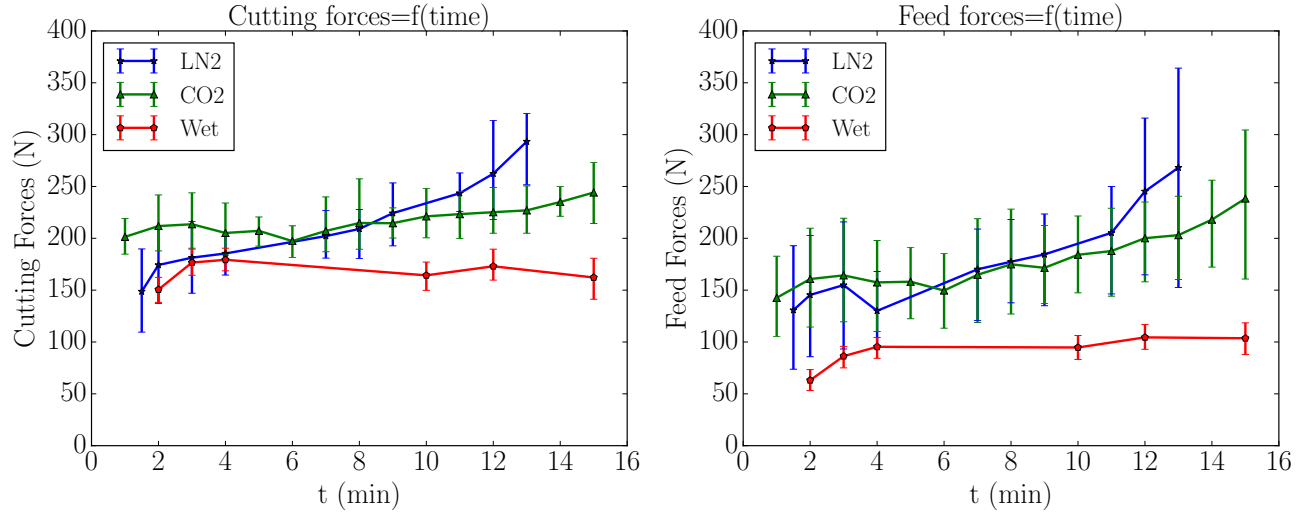 Cutting forces=f(time)
400
350
300
250
200
150
100
50
0
Cutting Forces (N)
LN2
CO2
Wet
0 2 4 6 8 10 12 14 16
t (min)
Feed forces=f(time)
400
350
300
250
200
150
100
50
0
Feed Forces (N)
LN2
CO2
Wet
0 2 4 6 8 10 12 14 16
t (min)